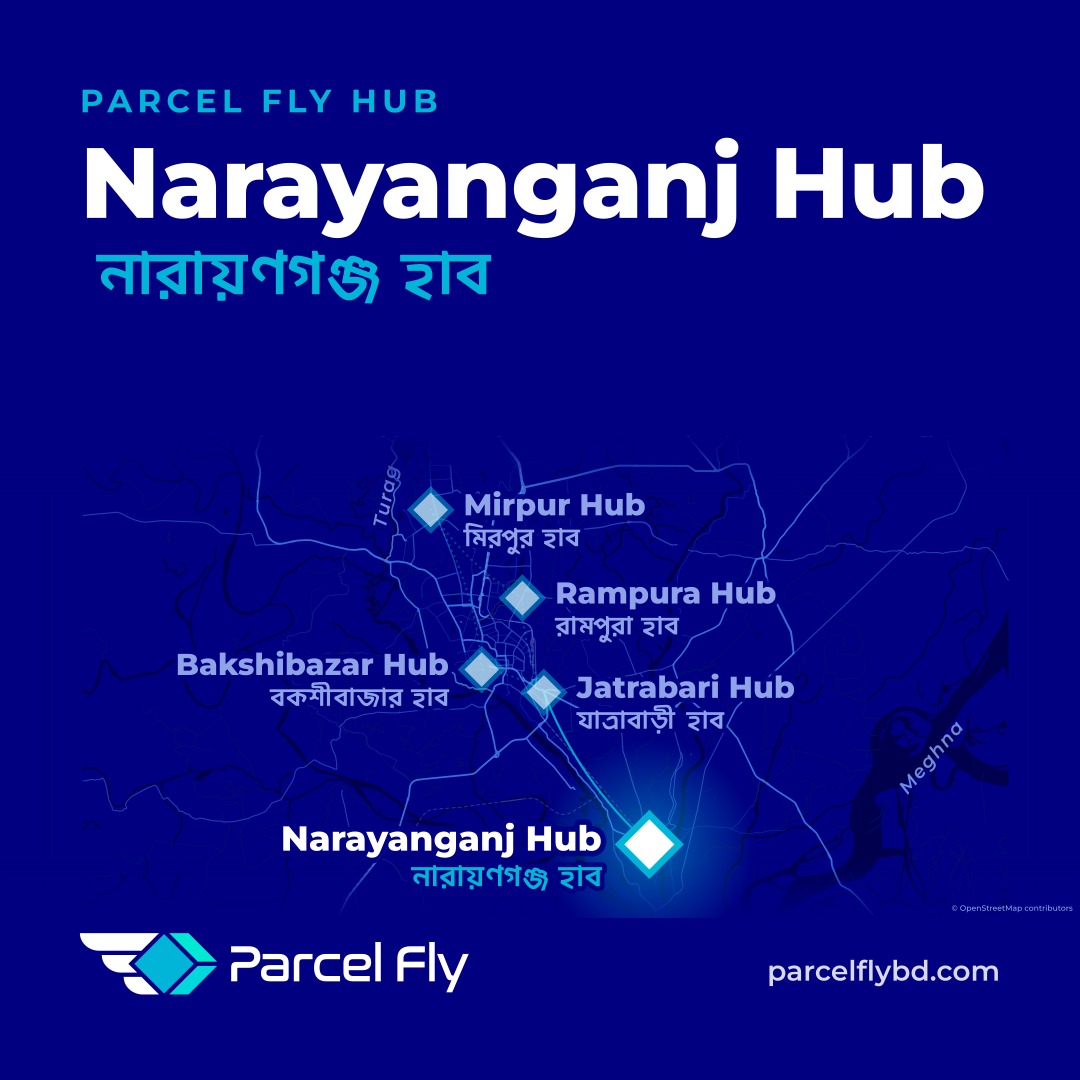 PARCEL FLY HUB
Narayanganj Hub
নারায়ণগঞ্জ হাব
Turag
Mirpur Hub
মিরপুর হাব
Rampura Hub
রামপুরা হাব
Bakshibazar Hub
বকশীবাজার হাব
Jatrabari Hub
যাত্রাবাড়ী হাব
Meghna
Narayanganj Hub
নারায়ণগঞ্জ হাব
© OpenStreetMap contributors
Parcel Fly
parcelflybd.com